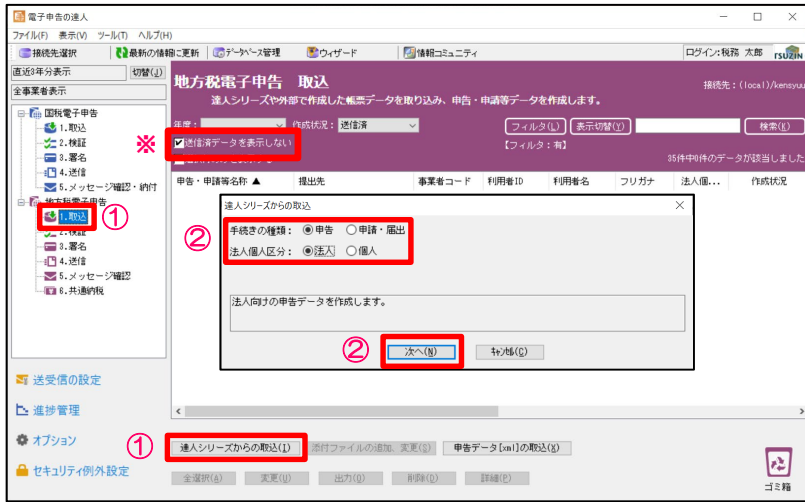 電子申告の達人
ファイル(F) 表示(V) ツール(T) ヘルプ(H)
接続先選択 最新の情報に更新 データベース管理 ウィザード 情報コミュニティ ログイン:税務 太郎 TSUZIN
直近3年分表示 切替(J)
全事業者表示
国税電子申告
1.取込
2.検証
3.署名
4.送信
5.メッセージ確認・納付
地方税電子申告
1.取込
①
2.検証
3.署名
4.送信
5.メッセージ確認
6.共通納税
送受信の設定
進捗管理
オプション
セキュリティ例外設定
地方税電子申告 取込 接続先:(local)/kensyuu
達人シリーズや外部で作成した帳票データを取り込み、申告・申請等データを作成します。
年度: 作成状況: 送信済 フィルタ(L) 表示切替(Y) 検索(K)
※ 送信済データを表示しない 【フィルタ:有】
35件中0件のデータが該当しました
申告・申請等名称 ▲ 提出先 事業者コード 利用者ID 利用者名 フリガナ 法人個... 作成状況
達人シリーズからの取込
② 手続きの種類: 申告 申請・届出
法人個人区分: 法人 個人
法人向けの申告データを作成します。
② 次へ(N) キャンセル(C)
① 達人シリーズからの取込(I) 添付ファイルの追加、変更(S) 申告データ[xml]の取込(X)
全選択(A) 変更(U) 出力(O) 削除(D) 詳細(P)
ゴミ箱